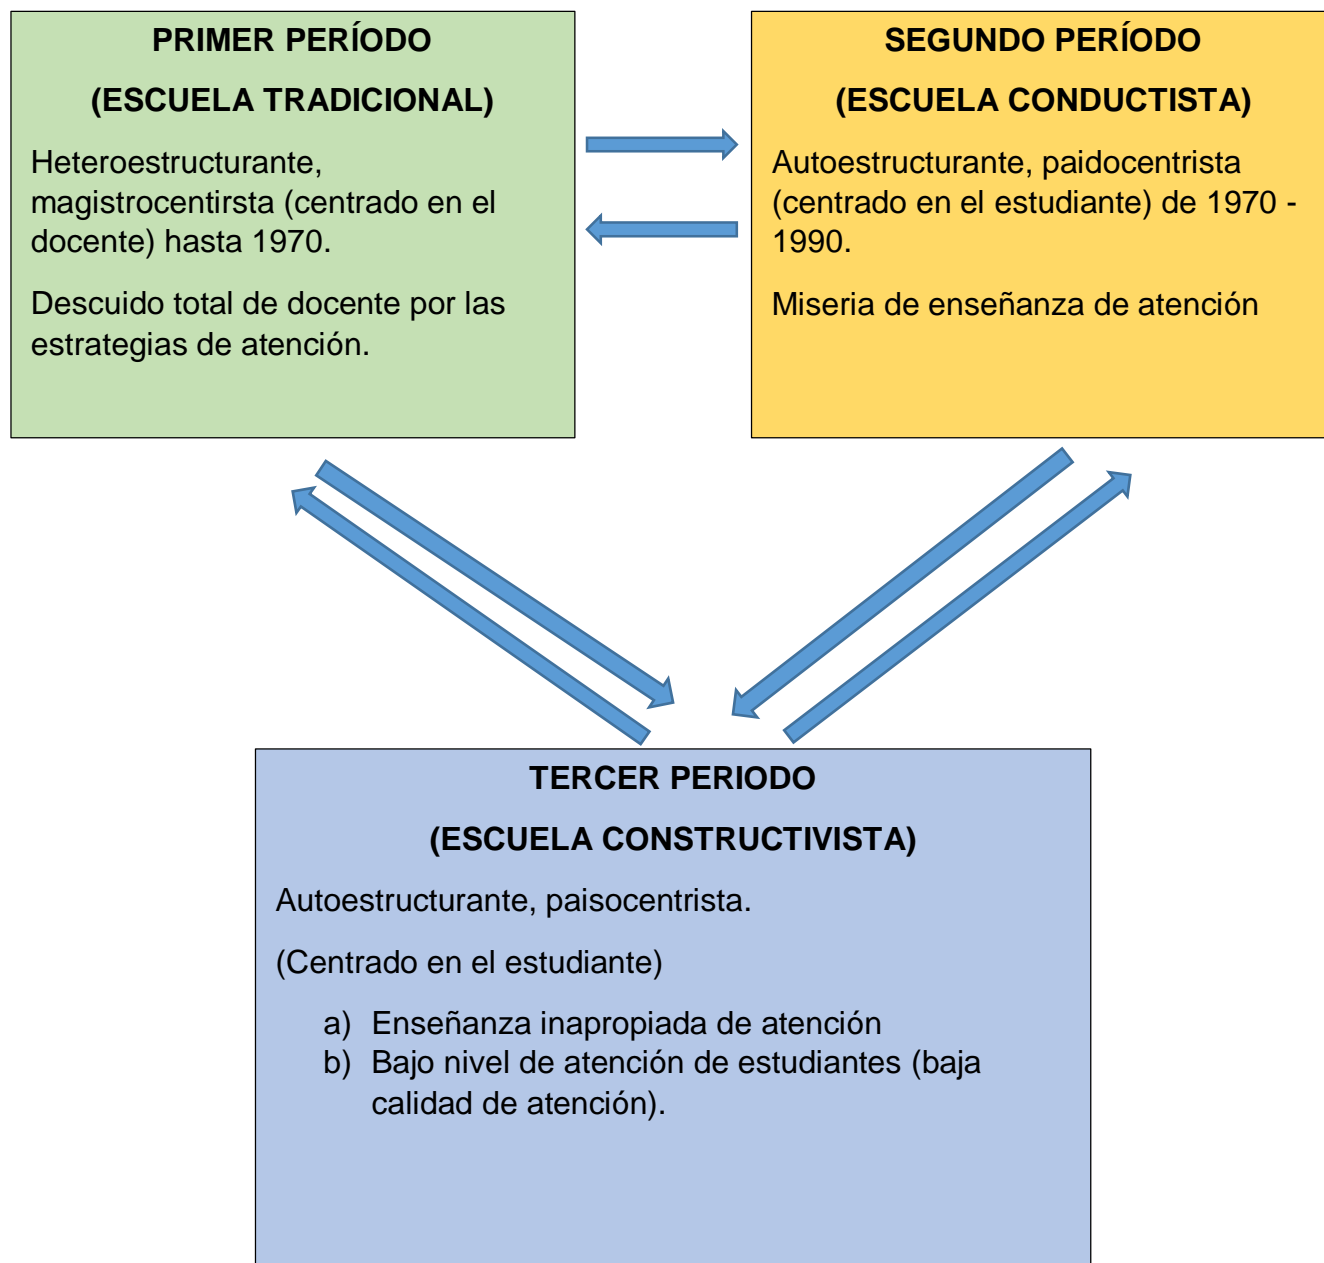 PRIMER PERÍODO
(ESCUELA TRADICIONAL)
Heteroestructurante,
magistrocentirsta (centrado en el
docente) hasta 1970.
Descuido total de docente por las
estrategias de atención.
SEGUNDO PERÍODO
(ESCUELA CONDUCTISTA)
Autoestructurante, paidocentrista
(centrado en el estudiante) de 1970 -
1990.
Miseria de enseñanza de atención
TERCER PERIODO
(ESCUELA CONSTRUCTIVISTA)
Autoestructurante, paisocentrista.
(Centrado en el estudiante)
a) Enseñanza inapropiada de atención
b) Bajo nivel de atención de estudiantes (baja
calidad de atención).